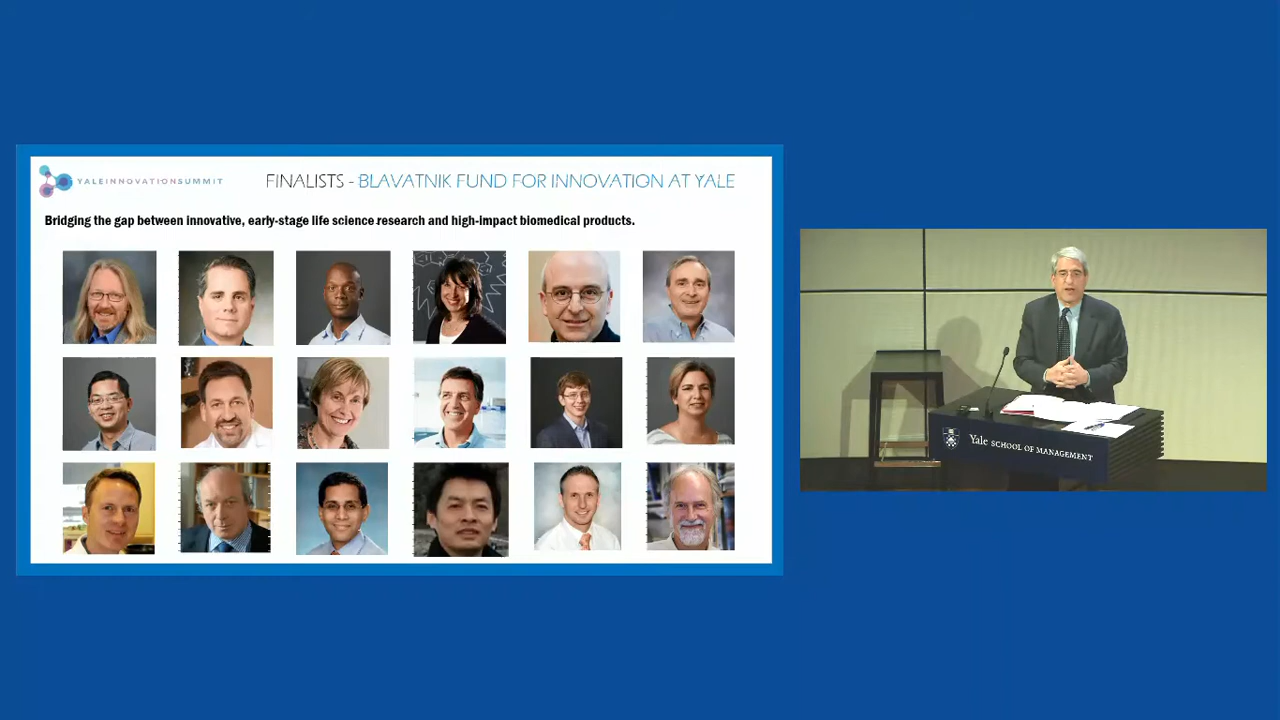 YALEINNOVATIONSUMMIT
FINALISTS - BLAVATNIK FUND FOR INNOVATION AT YALE
Bridging the gap between innovative, early-stage life science research and high-impact biomedical products.
Yale SCHOOL OF MANAGEMENT